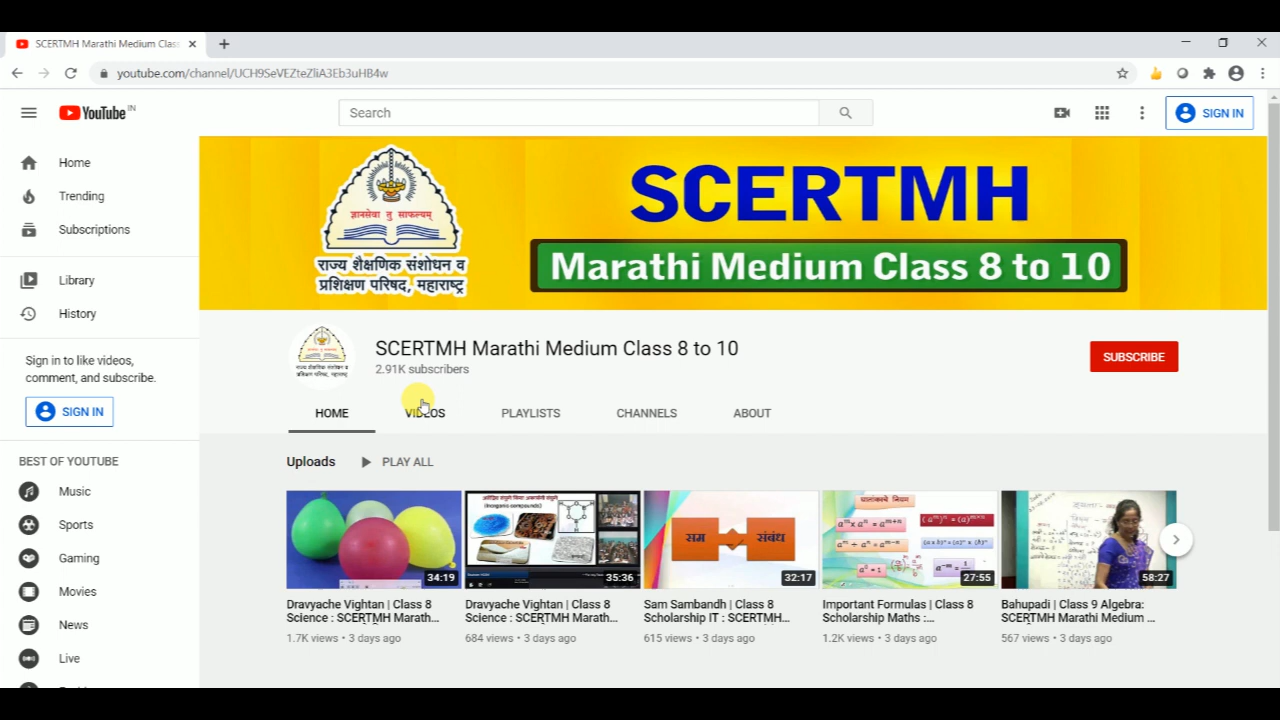 SCERTMH Marathi Medium Clas
youtube.com/channel/UCH9SeVEZteZliA3Eb3uHB4w
YouTube IN
Search
SIGN IN
Home
Trending
Subscriptions
Library
History
Sign in to like videos,
comment, and subscribe.
SIGN IN
BEST OF YOUTUBE
Music
Sports
Gaming
Movies
News
Live
ज्ञानसेवा तु साफल्यम्
राज्य शैक्षणिक संशोधन व
प्रशिक्षण परिषद, महाराष्ट्र
SCERTMH
Marathi Medium Class 8 to 10
SCERTMH Marathi Medium Class 8 to 10
2.91K subscribers
SUBSCRIBE
HOME
VIDEOS
PLAYLISTS
CHANNELS
ABOUT
Uploads
PLAY ALL
34:19
(Inorganic compounds)
35:36
सम
संबंध
32:17
घातांकाचे नियम
27:55
58:27
Dravyache Vightan | Class 8
Science : SCERTMH Marath...
1.7K views • 3 days ago
Dravyache Vightan | Class 8
Science : SCERTMH Marath...
684 views • 3 days ago
Sam Sambandh | Class 8
Scholarship IT : SCERTMH...
615 views • 3 days ago
Important Formulas | Class 8
Scholarship Maths :...
1.2K views • 3 days ago
Bahupadi | Class 9 Algebra:
SCERTMH Marathi Medium ...
567 views • 3 days ago